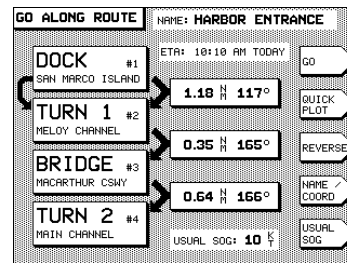 GO ALONG ROUTE
NAME: HARBOR ENTRANCE
ETA: 10:10 AM TODAY
DOCK #1
SAN MARCO ISLAND
1.18 NM 117°
TURN 1 #2
MELOY CHANNEL
0.35 NM 165°
BRIDGE #3
MACARTHUR CSWY
0.64 NM 166°
TURN 2 #4
MAIN CHANNEL
USUAL SOG: 10 KT
GO
QUICK
PLOT
REVERSE
NAME /
COORD
USUAL
SOG